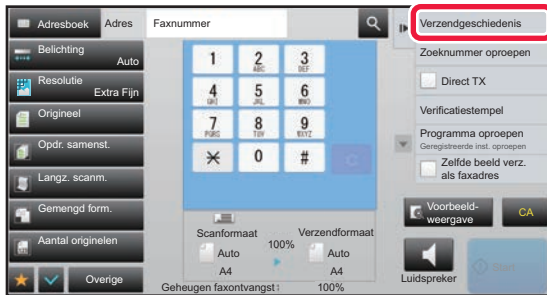 Adresboek
Adres
Faxnummer
Verzendgeschiedenis
Belichting
Auto
Resolutie
Extra Fijn
Origineel
Opdr. samenst.
Langz. scanm.
Gemengd form.
Aantal originelen
Overige
1
2
ABC
3
DEF
4
GHI
5
JKL
6
MNO
7
PQRS
8
TUV
9
WXYZ
0
#
C
Scanformaat
Auto
A4
100%
Verzendformaat
Auto
A4
Geheugen faxontvangst: 100%
Zoeknummer oproepen
Direct TX
Verificatiestempel
Programma oproepen
Geregistreerde inst. oproepen
Zelfde beeld verz.
als faxadres
Voorbeeld-
weergave
CA
Luidspreker
Start